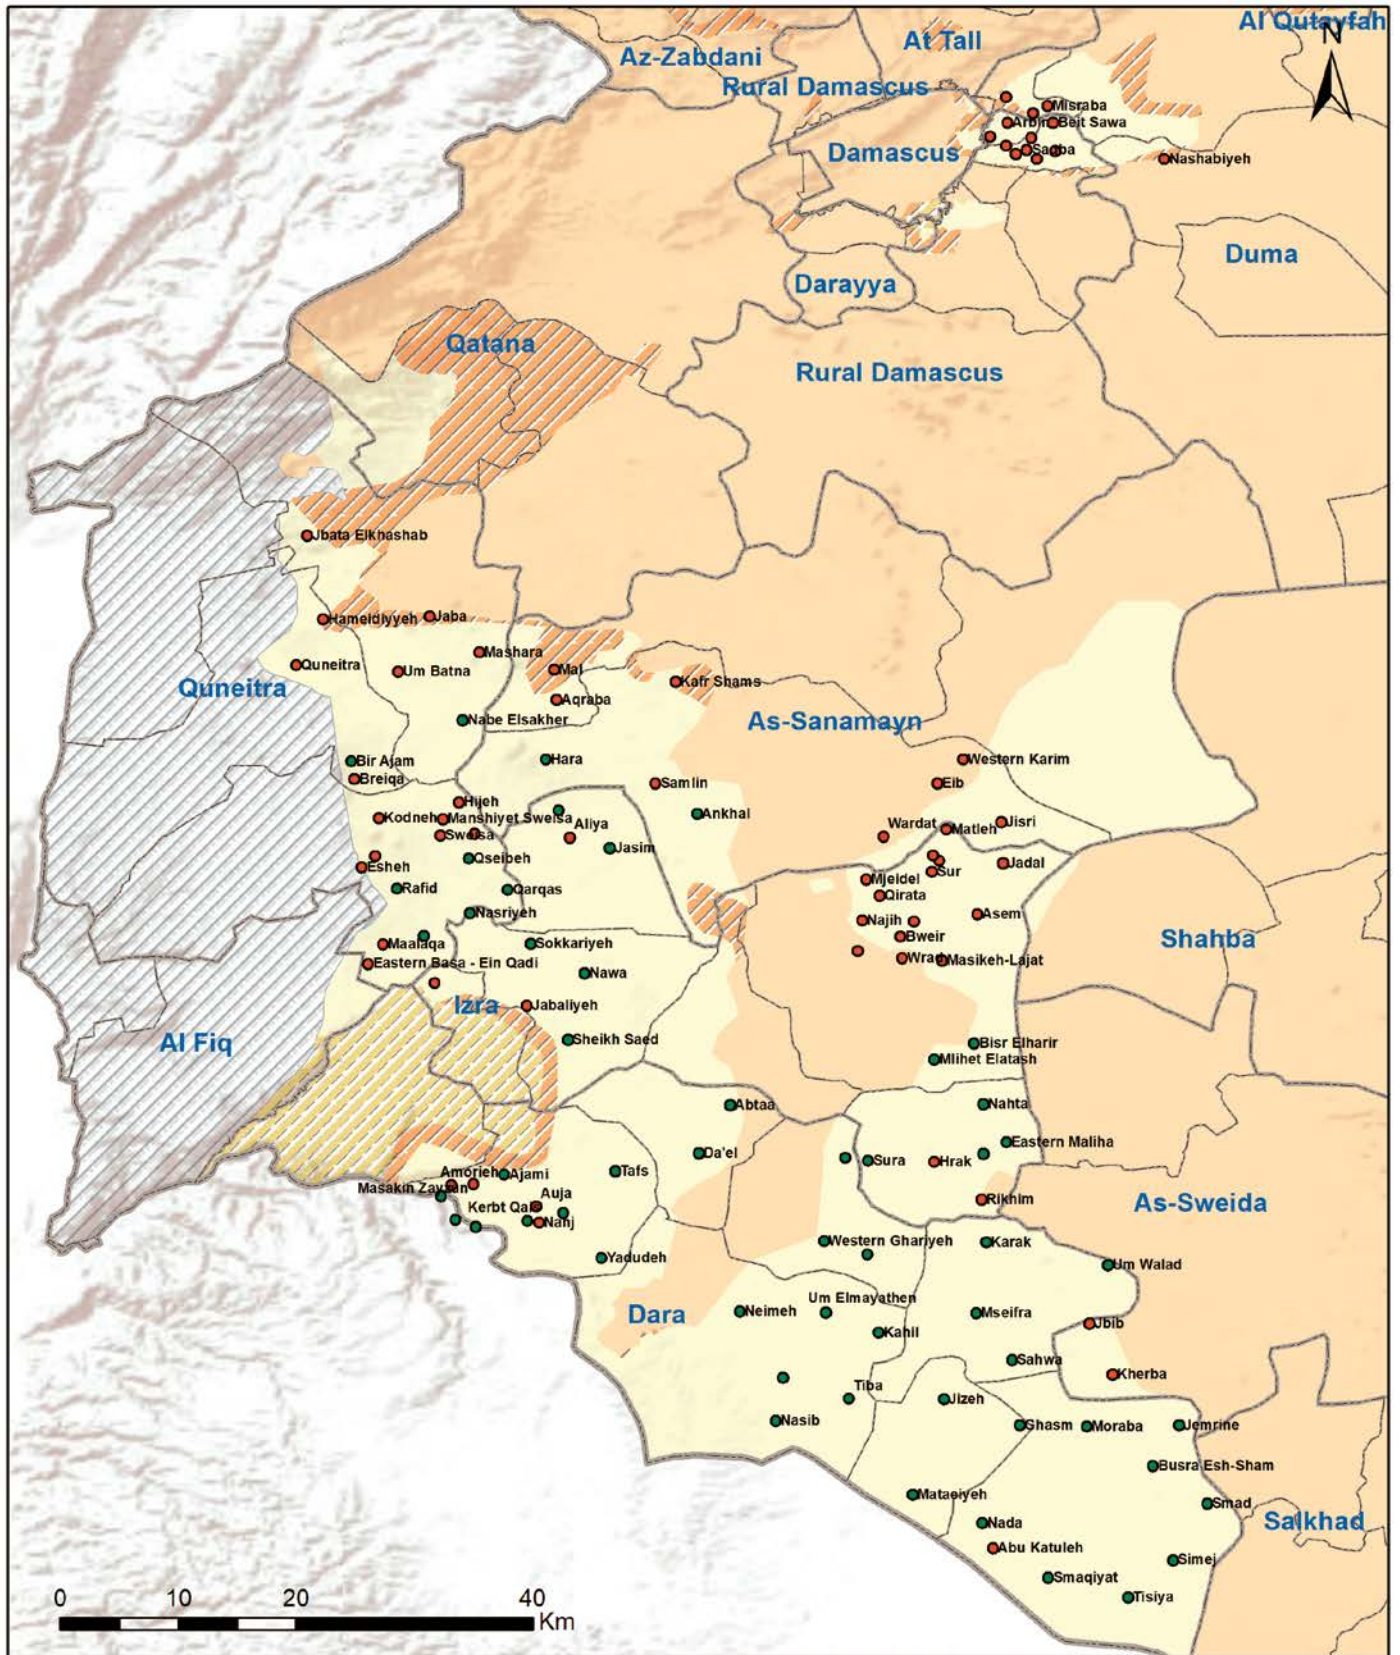 Al Qutayfah
N
At Tall
Az-Zabdani
Rural Damascus
Misraba
Arbin
Beit Sawa
Damascus
Saqba
Nashabiyeh
Duma
Darayya
Qatana
Rural Damascus
Jbata Elkhashab
Hameidiyyeh
Jaba
Mashara
Quneitra
Um Batna
Mal
Kafr Shams
Quneitra
Aqraba
Nabe Elsakher
As-Sanamayn
Bir Ajam
Hara
Western Karim
Breiqa
Samlin
Eib
Hijeh
Ankhal
Kodneh
Manshiyet Sweisa
Aliya
Wardat
Matleh
Jisri
Sweisa
Jasim
Esheh
Qseibeh
Sur
Jadal
Rafid
Qarqas
Mjeidel
Qirata
Nasriyeh
Najih
Asem
Maalaqa
Sokkariyeh
Bweir
Shahba
Eastern Basa - Ein Qadi
Nawa
Wrad
Masikeh-Lajat
Izra
Jabaliyeh
Al Fiq
Sheikh Saed
Bisr Elharir
Mlihet Elatash
Abtaa
Nahta
Da'el
Eastern Maliha
Amorieh
Ajami
Tafs
Sura
Hrak
Masakin Zayzun
Auja
Rikhim
As-Sweida
Kerbt Qais
Nahj
Yadudeh
Western Ghariyeh
Karak
Um Walad
Um Elmayathen
Dara
Neimeh
Mseifra
Jbib
Kahil
Sahwa
Kherba
Tiba
Jizeh
Nasib
Ghasm
Moraba
Jemrine
Busra Esh-Sham
Mataeiyeh
Smad
Nada
Salkhad
Abu Katuleh
Simej
Smaqiyat
Tisiya
0 10 20 40
Km